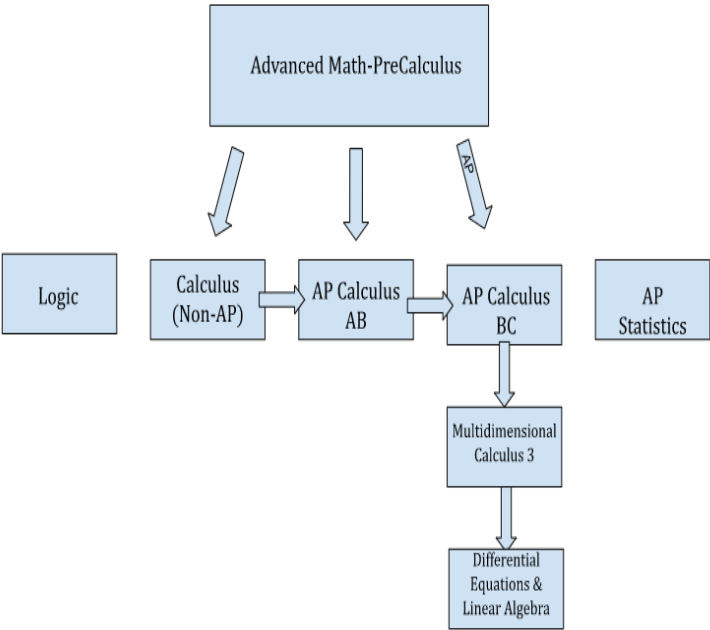 Advanced Math-PreCalculus
AP
Logic
Calculus
(Non-AP)
AP Calculus
AB
AP Calculus
BC
AP
Statistics
Multidimensional
Calculus 3
Differential
Equations &
Linear Algebra